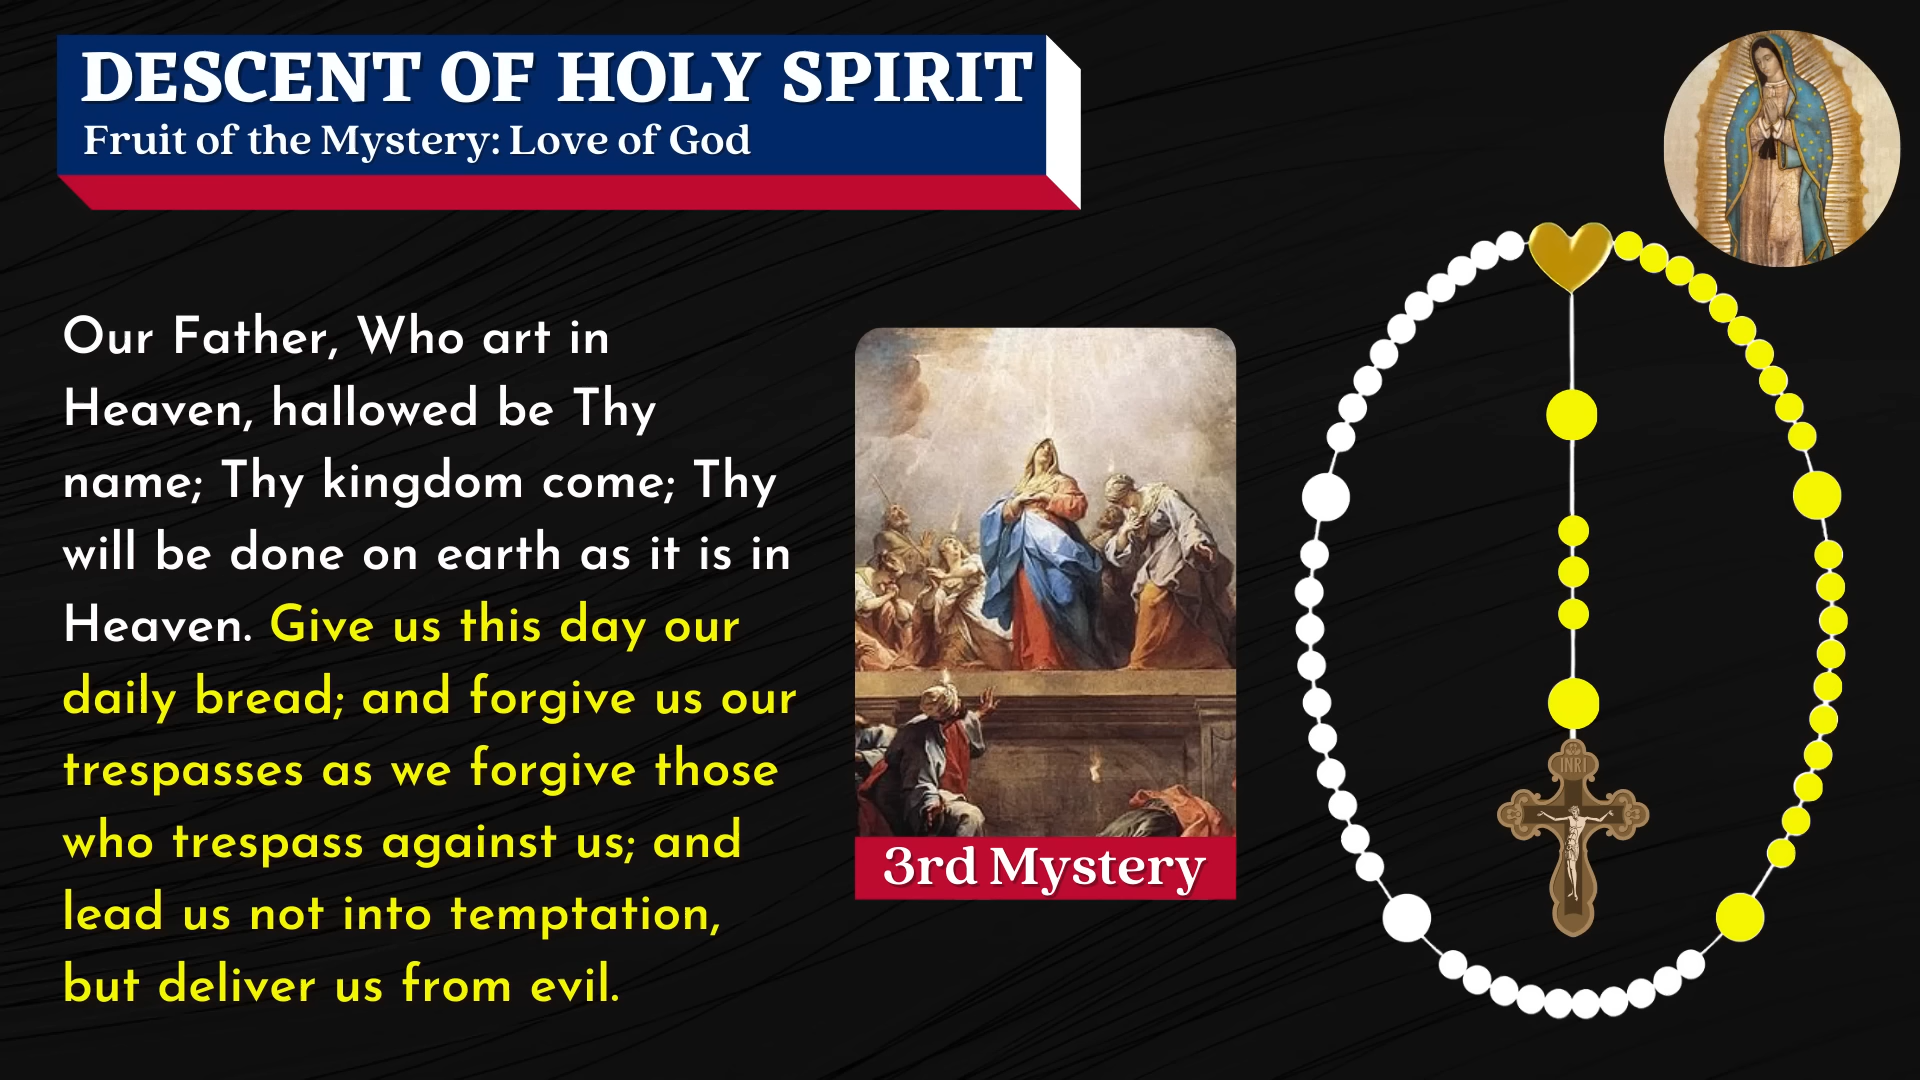 DESCENT OF HOLY SPIRIT
Fruit of the Mystery: Love of God
Our Father, Who art in
Heaven, hallowed be Thy
name; Thy kingdom come; Thy
will be done on earth as it is in
Heaven. Give us this day our
daily bread; and forgive us our
trespasses as we forgive those
who trespass against us; and
lead us not into temptation,
but deliver us from evil.
3rd Mystery
INRI